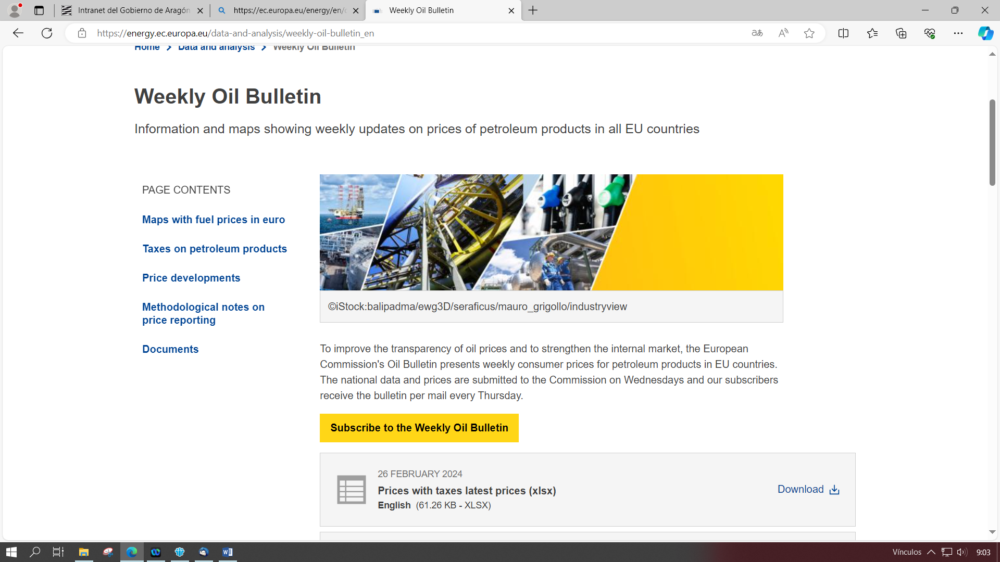 Intranet del Gobierno de Aragón
https://ec.europa.eu/energy/en/
Weekly Oil Bulletin
https://energy.ec.europa.eu/data-and-analysis/weekly-oil-bulletin_en
Home Data and analysis Weekly Oil Bulletin
Weekly Oil Bulletin
Information and maps showing weekly updates on prices of petroleum products in all EU countries
PAGE CONTENTS
Maps with fuel prices in euro
Taxes on petroleum products
Price developments
Methodological notes on
price reporting
Documents
©iStock:balipadma/ewg3D/seraficus/mauro_grigollo/industryview
To improve the transparency of oil prices and to strengthen the internal market, the European
Commission's Oil Bulletin presents weekly consumer prices for petroleum products in EU countries.
The national data and prices are submitted to the Commission on Wednesdays and our subscribers
receive the bulletin per mail every Thursday.
Subscribe to the Weekly Oil Bulletin
26 FEBRUARY 2024
Prices with taxes latest prices (xlsx)
English (61.26 KB - XLSX)
Download
Vínculos
9:03